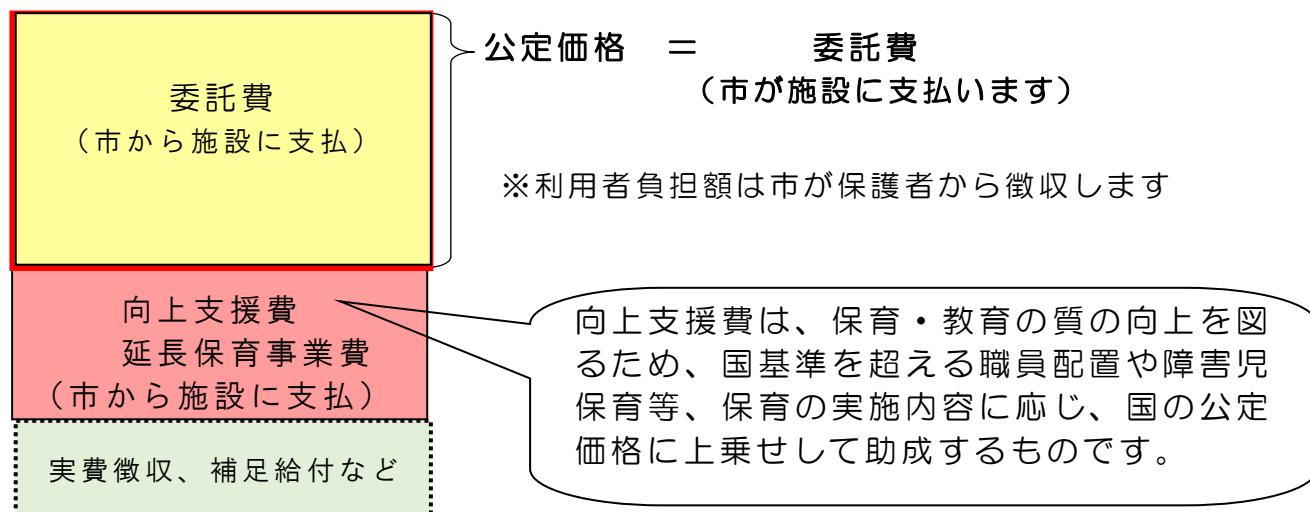 委託費
（市から施設に支払）
公定価格　＝　　　委託費
（市が施設に支払います）
※利用者負担額は市が保護者から徴収します
向上支援費
延長保育事業費
（市から施設に支払）
向上支援費は、保育・教育の質の向上を図
るため、国基準を超える職員配置や障害児
保育等、保育の実施内容に応じ、国の公定
価格に上乗せして助成するものです。
実費徴収、補足給付など